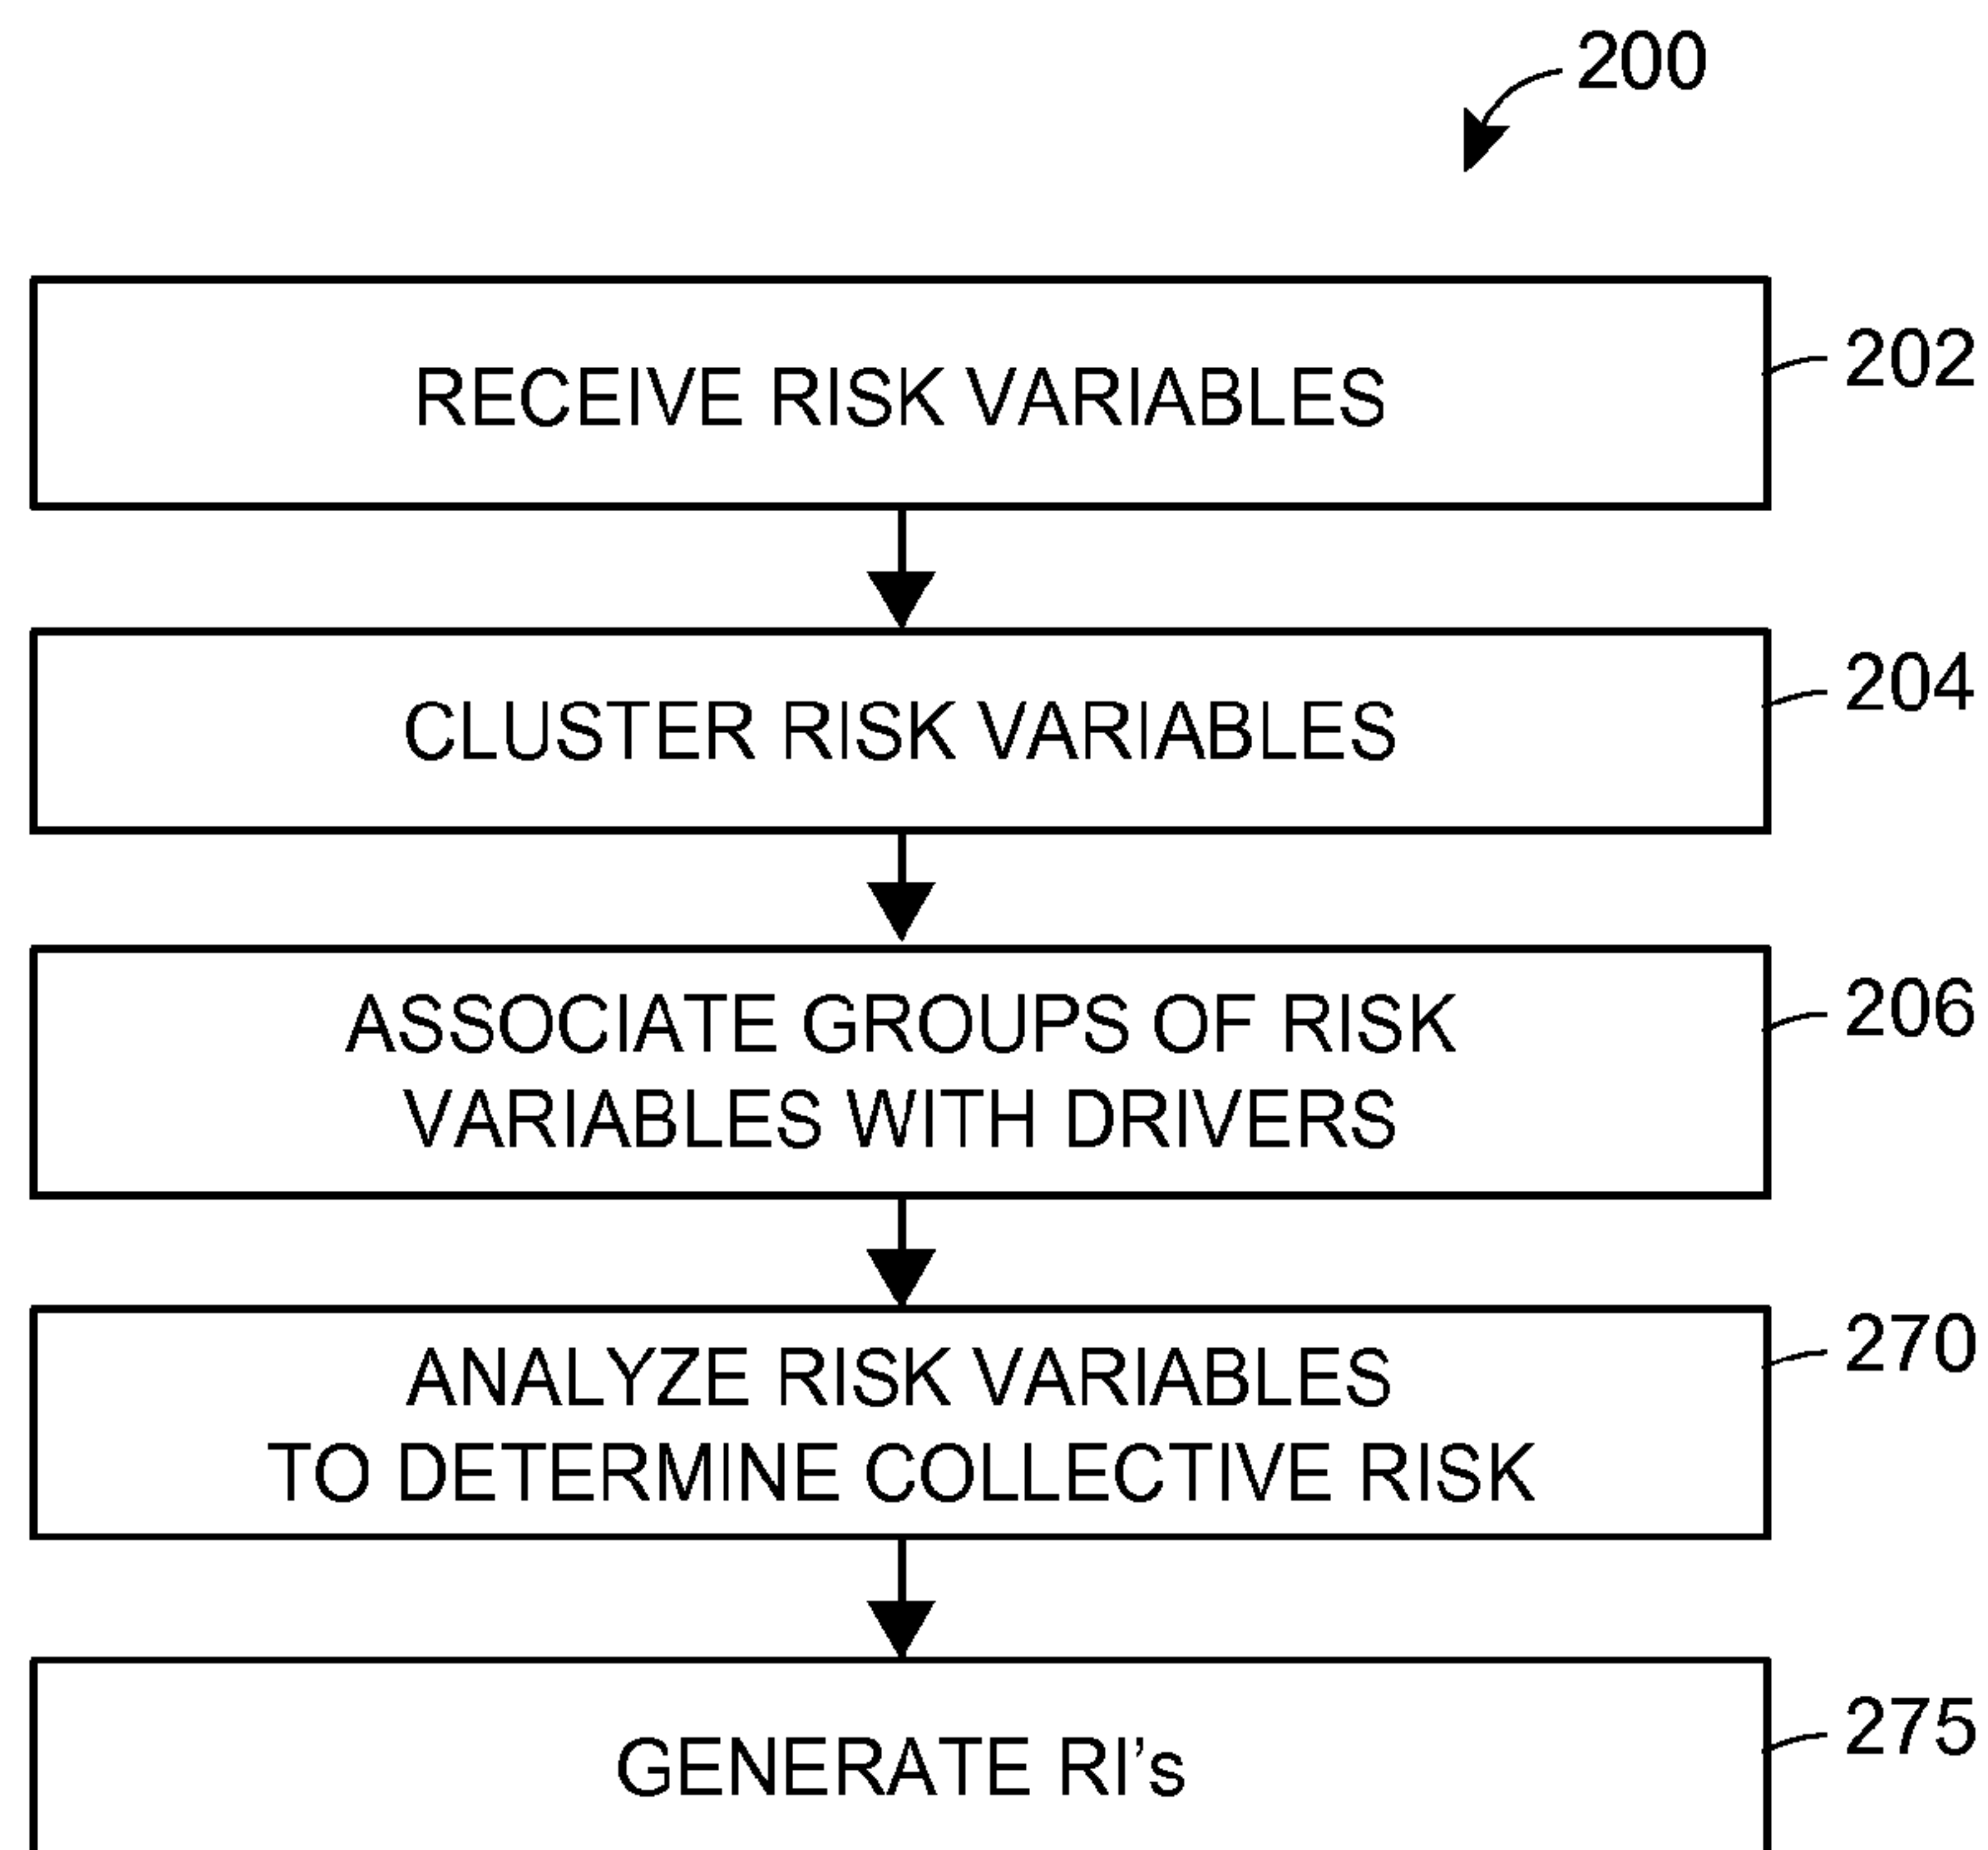 200
RECEIVE RISK VARIABLES
202
CLUSTER RISK VARIABLES
204
ASSOCIATE GROUPS OF RISK
VARIABLES WITH DRIVERS
206
ANALYZE RISK VARIABLES
TO DETERMINE COLLECTIVE RISK
270
GENERATE RI's
275